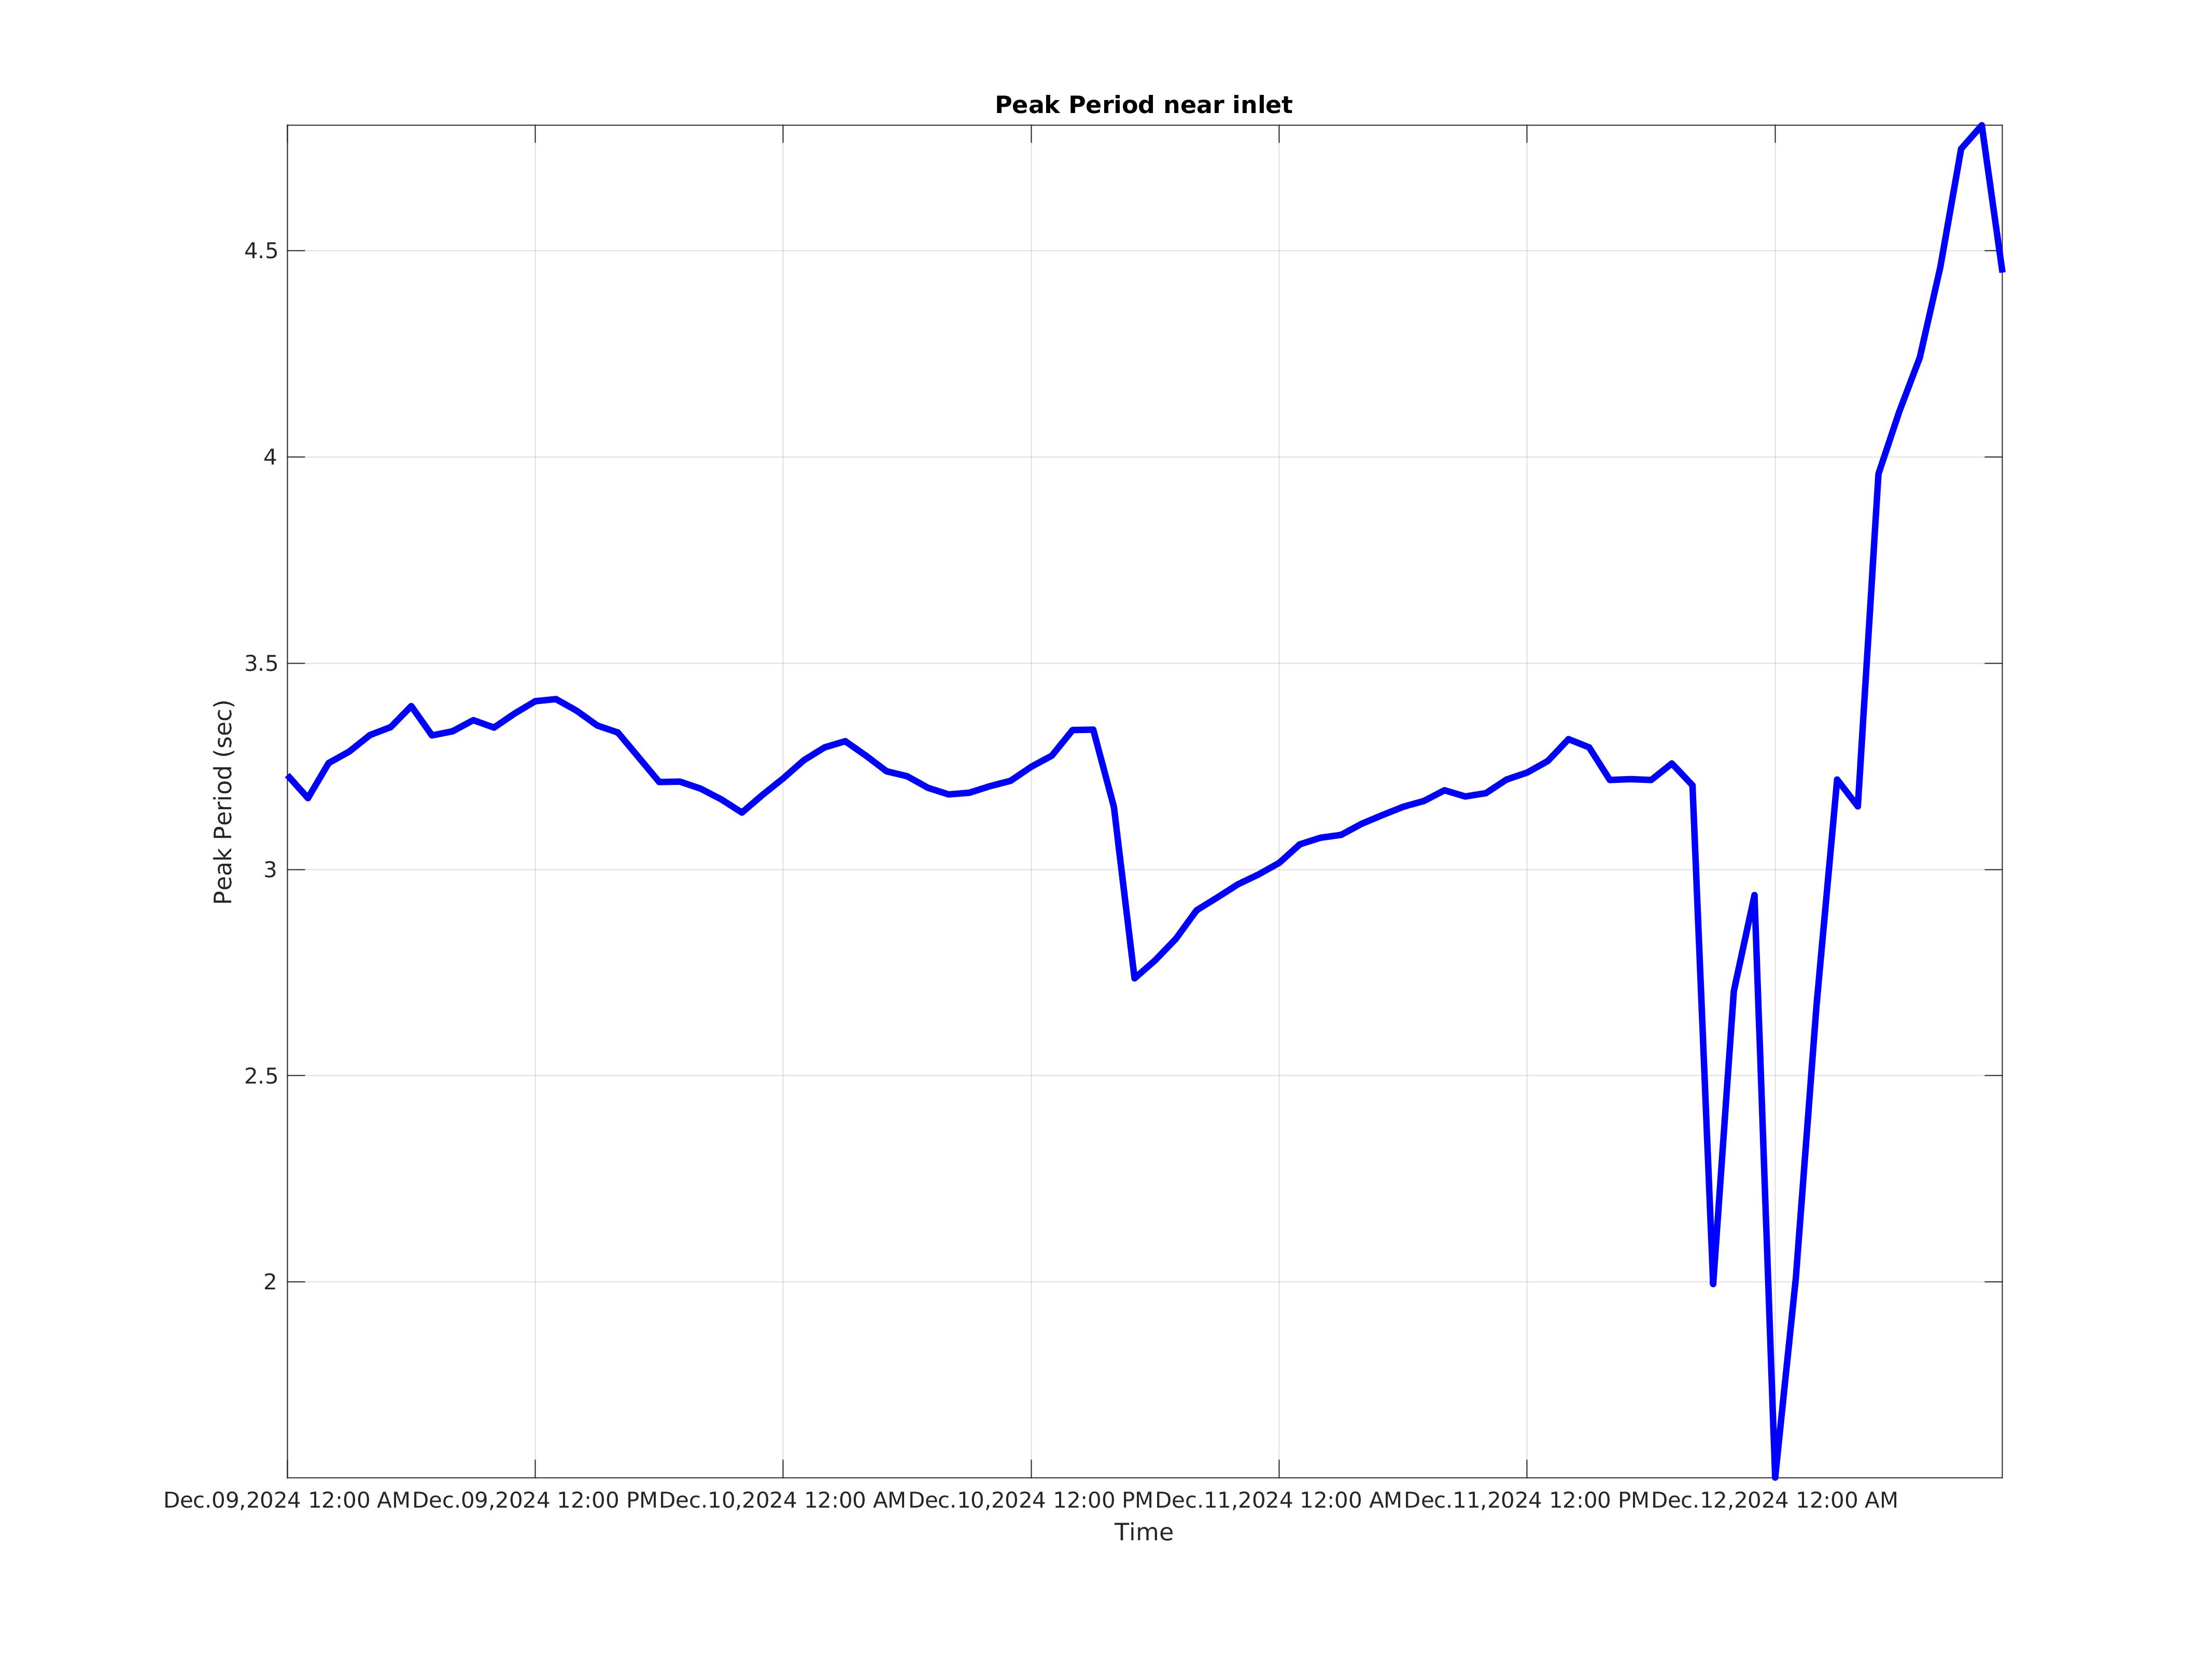 Peak Period near inlet
4.5
4
3.5
3
2.5
2
Peak Period (sec)
Dec.09,2024 12:00 AM Dec.09,2024 12:00 PM Dec.10,2024 12:00 AM Dec.10,2024 12:00 PM Dec.11,2024 12:00 AM Dec.11,2024 12:00 PM Dec.12,2024 12:00 AM
Time